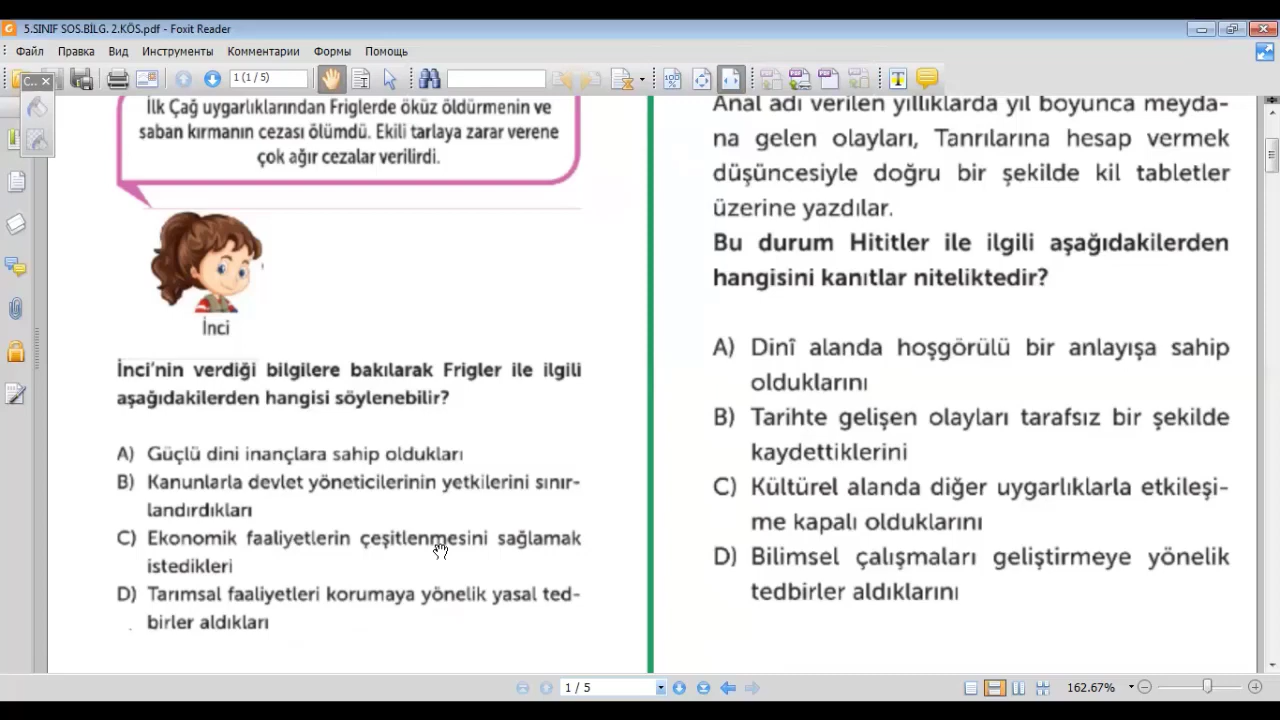 5.SINIF SOS.BİLG. 2.KÖS.pdf - Foxit Reader
Файл Правка Вид Инструменты Комментарии Формы Помощь
1 (1 / 5)
С..
İlk Çağ uygarlıklarından Friglerde öküz öldürmenin ve
saban kırmanın cezası ölümdü. Ekili tarlaya zarar verene
çok ağır cezalar verilirdi.
İnci
İnci'nin verdiği bilgilere bakılarak Frigler ile ilgili
aşağıdakilerden hangisi söylenebilir?
A) Güçlü dini inançlara sahip oldukları
B) Kanunlarla devlet yöneticilerinin yetkilerini sınır-
landırdıkları
C) Ekonomik faaliyetlerin çeşitlenmesini sağlamak
istedikleri
D) Tarımsal faaliyetleri korumaya yönelik yasal ted-
birler aldıkları
Anal adı verilen yıllıklarda yıl boyunca meyda-
na gelen olayları, Tanrılarına hesap vermek
düşüncesiyle doğru bir şekilde kil tabletler
üzerine yazdılar.
Bu durum Hititler ile ilgili aşağıdakilerden
hangisini kanıtlar niteliktedir?
A) Dinî alanda hoşgörülü bir anlayışa sahip
olduklarını
B) Tarihte gelişen olayları tarafsız bir şekilde
kaydettiklerini
C) Kültürel alanda diğer uygarlıklarla etkileşi-
me kapalı olduklarını
D) Bilimsel çalışmaları geliştirmeye yönelik
tedbirler aldıklarını
1 / 5
162.67%